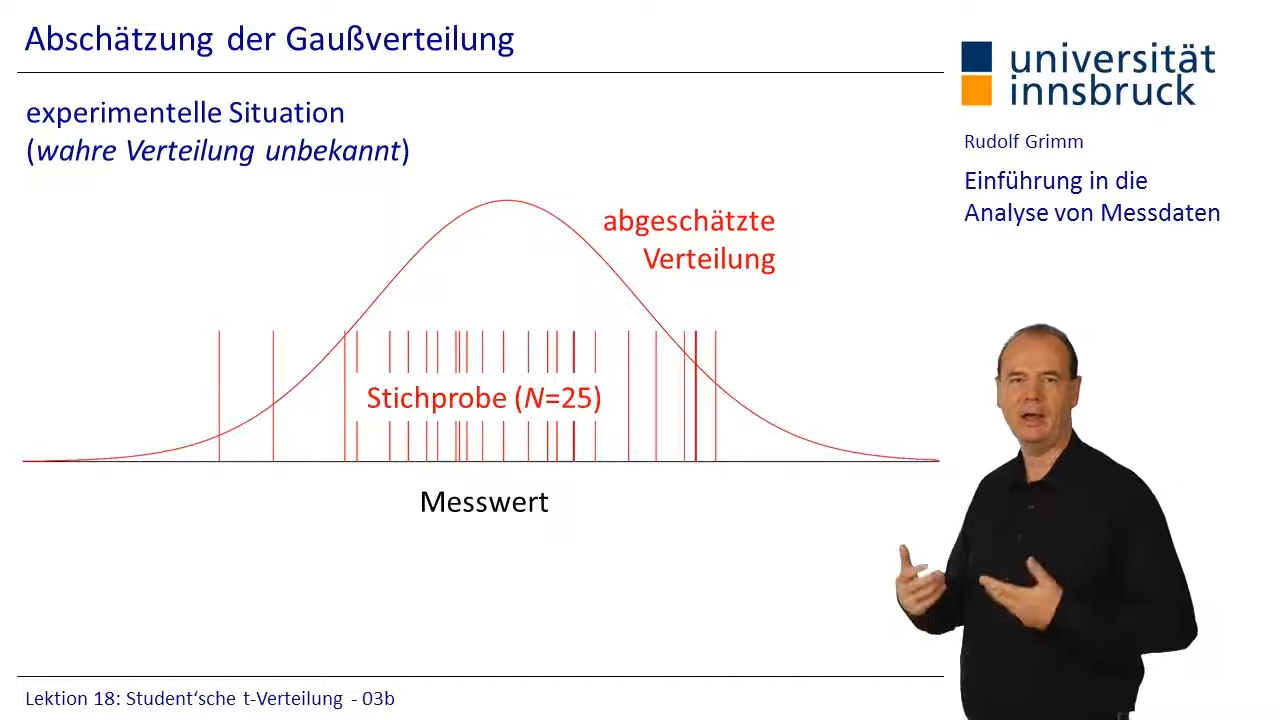 Abschätzung der Gaußverteilung
universität
innsbruck
Rudolf Grimm
Einführung in die
Analyse von Messdaten
experimentelle Situation
(wahre Verteilung unbekannt)
abgeschätzte
Verteilung
Stichprobe (N=25)
Messwert
Lektion 18: Student‘sche t-Verteilung - 03b